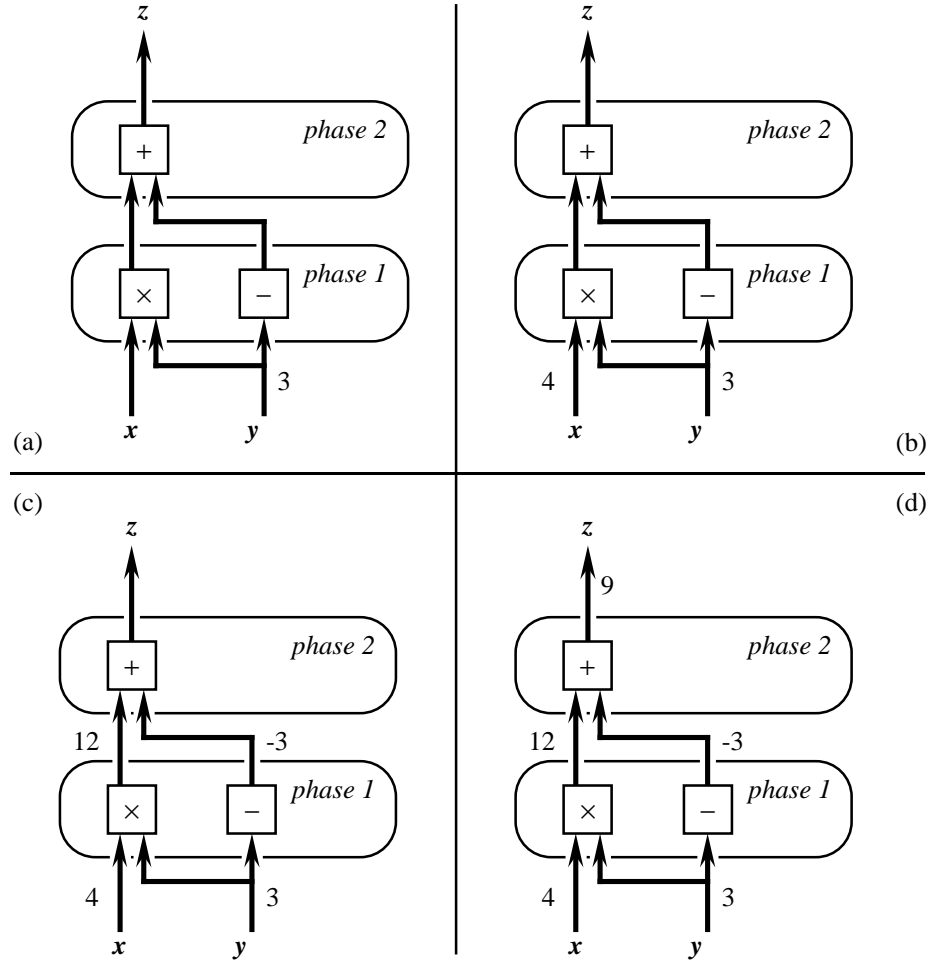 z
phase 2
+
phase 1
× −
3
x y
(a)
z
phase 2
+
phase 1
× −
4 3
x y
(b)
(c)
z
phase 2
+
12 -3
phase 1
× −
4 3
x y
(d)
z
9
phase 2
+
12 -3
phase 1
× −
4 3
x y